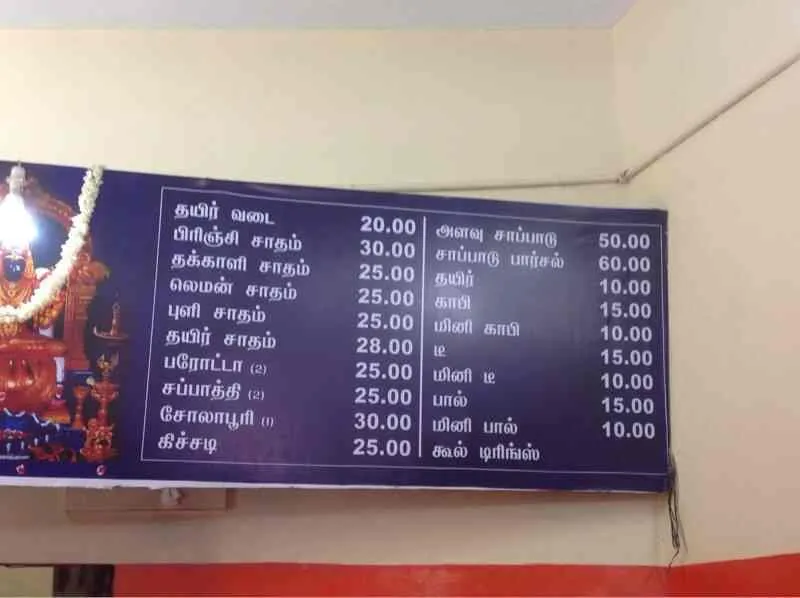 தயிர் வடை 20.00
பிரிஞ்சி சாதம் 30.00
தக்காளி சாதம் 25.00
லெமன் சாதம் 25.00
புளி சாதம் 25.00
தயிர் சாதம் 28.00
பரோட்டா (2) 25.00
சப்பாத்தி (2) 25.00
சோலாபூரி (1) 30.00
கிச்சடி 25.00
அளவு சாப்பாடு 50.00
சாப்பாடு பார்சல் 60.00
தயிர் 10.00
காபி 15.00
மினி காபி 10.00
டீ 15.00
மினி டீ 10.00
பால் 15.00
மினி பால் 10.00
கூல் டிரிங்ஸ்